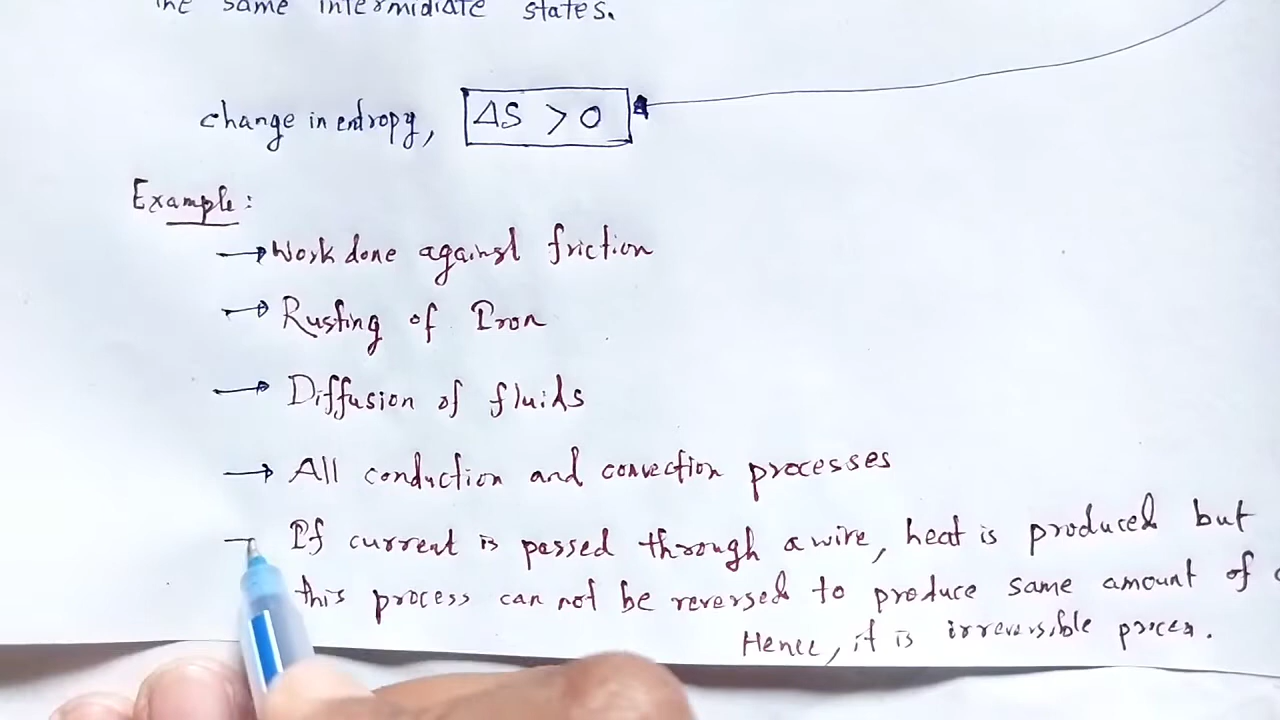 the same intermidiate states.
change in entropy, ΔS > 0
Example:
→ Work done against friction
→ Rusting of Iron
→ Diffusion of fluids
→ All conduction and convection processes
— If current is passed through a wire, heat is produced but
this process can not be reversed to produce same amount of
Hence, it is irreversible process.